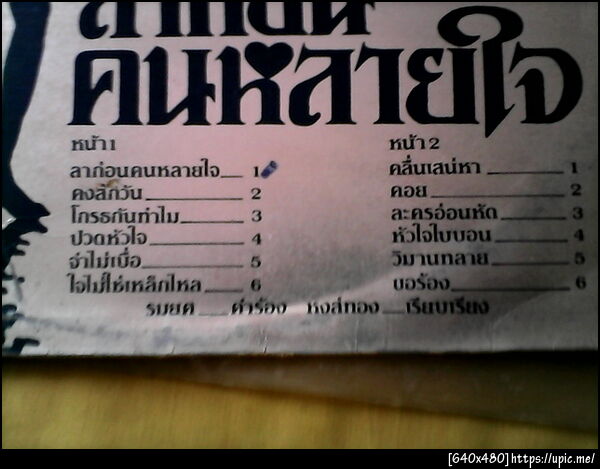 ลาก่อน
คนหลายใจ
หน้า 1
ลาก่อนคนหลายใจ 1
คงสักวัน 2
โกรธกันทำไม 3
ปวดหัวใจ 4
จำไม่เบื่อ 5
ใจไม่ใช่เหล็กไหล 6
หน้า 2
คลื่นเสน่หา 1
คอย 2
ละครอ่อนหัด 3
หัวใจใบบอน 4
วิมานทลาย 5
ขอร้อง 6
รมยศ คำร้อง หงส์ทอง เรียบเรียง
[640x480]https://upic.me/